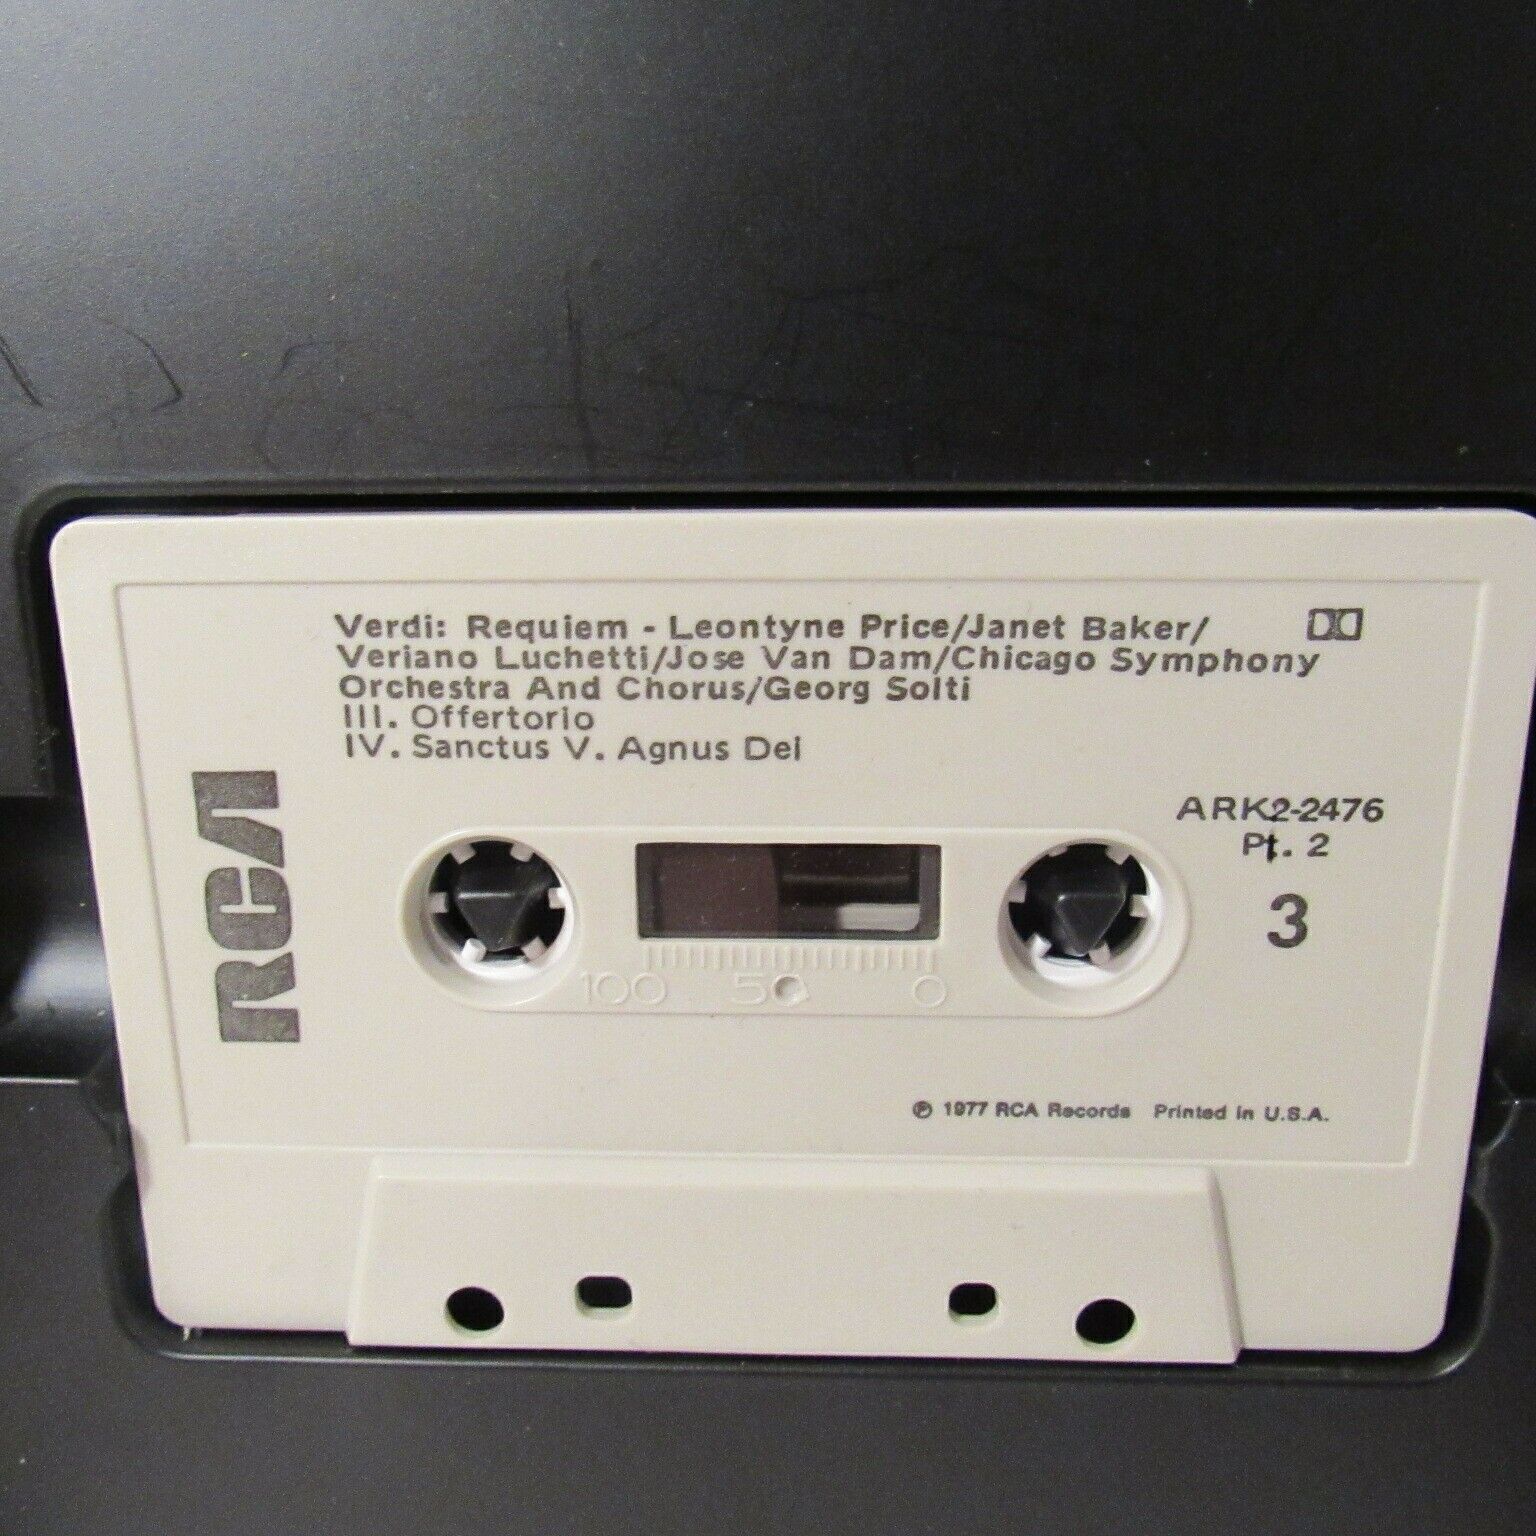 Verdi: Requiem - Leontyne Price/Janet Baker/
Veriano Luchetti/Jose Van Dam/Chicago Symphony
Orchestra And Chorus/Georg Solti
III. Offertorio
IV. Sanctus V. Agnus Dei
RCA
ARK2-2476
Pt. 2
3
100 50 0
℗ 1977 RCA Records Printed in U.S.A.